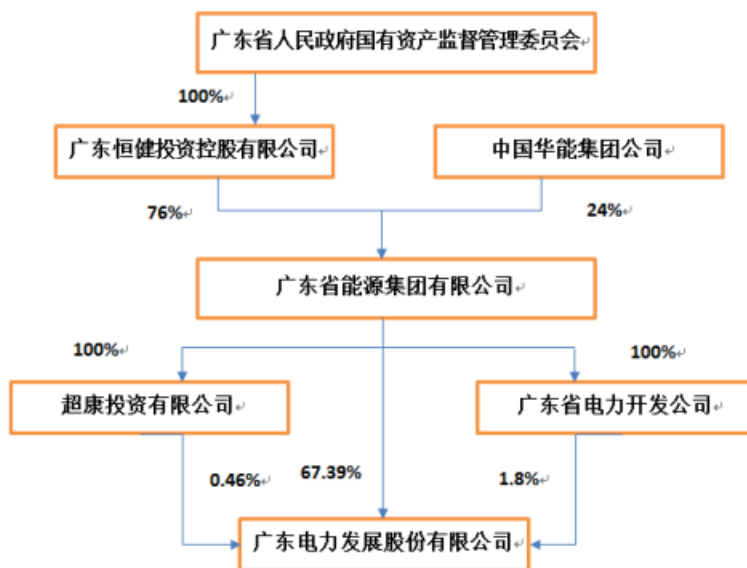 广东省人民政府国有资产监督管理委员会
100%
广东恒健投资控股有限公司
中国华能集团公司
76%
24%
广东省能源集团有限公司
100%
100%
超康投资有限公司
广东省电力开发公司
0.46%
67.39%
1.8%
广东电力发展股份有限公司